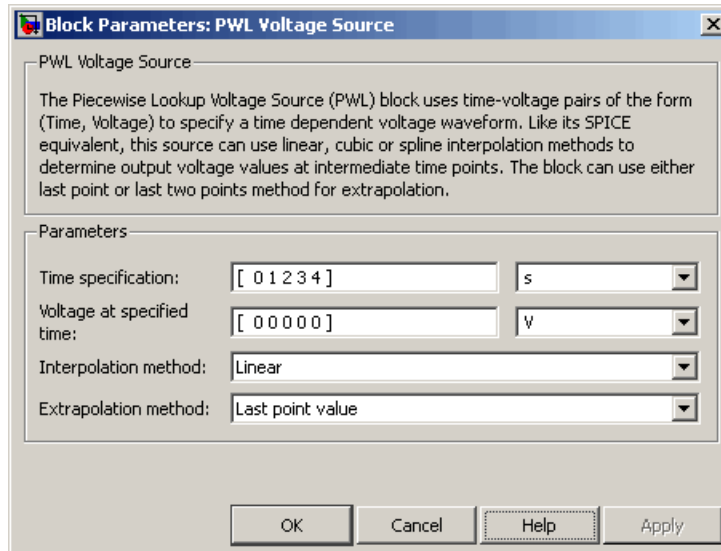 Block Parameters: PWL Voltage Source
PWL Voltage Source
The Piecewise Lookup Voltage Source (PWL) block uses time-voltage pairs of the form
(Time, Voltage) to specify a time dependent voltage waveform. Like its SPICE
equivalent, this source can use linear, cubic or spline interpolation methods to
determine output voltage values at intermediate time points. The block can use either
last point or last two points method for extrapolation.
Parameters
Time specification: [ 0 1 2 3 4 ] s
Voltage at specified
time: [ 0 0 0 0 0 ] V
Interpolation method: Linear
Extrapolation method: Last point value
OK Cancel Help Apply